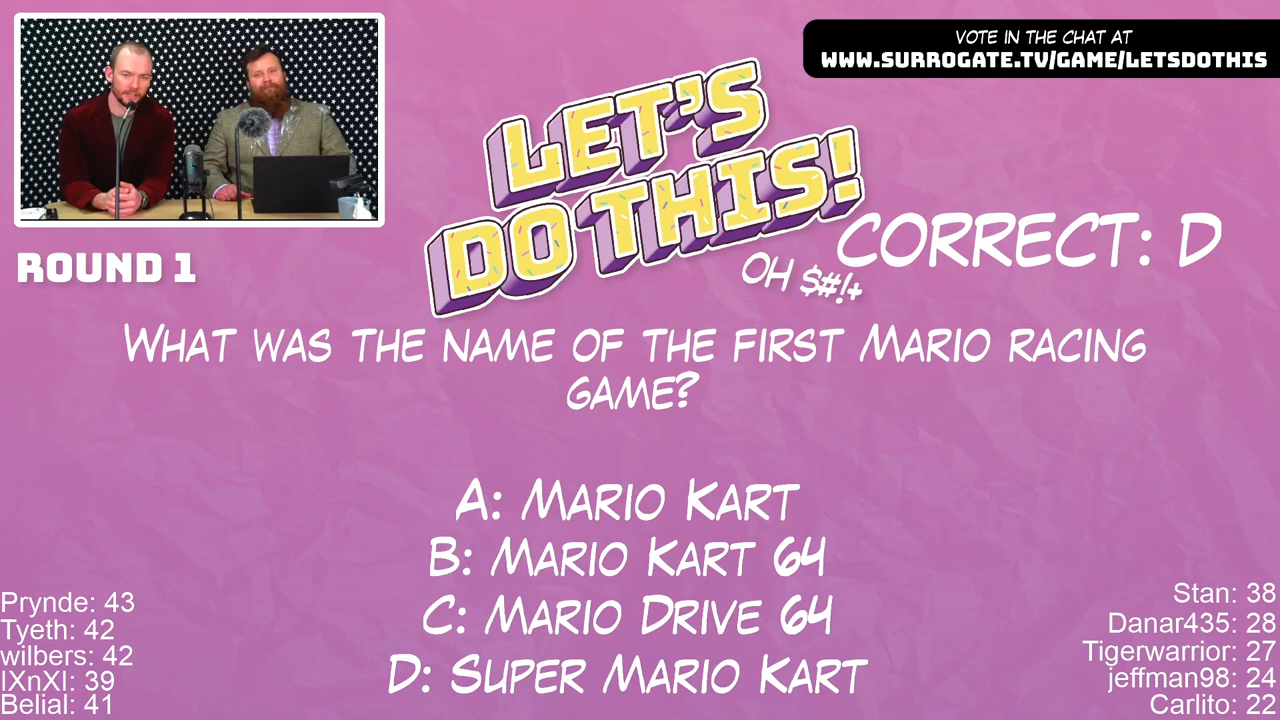 VOTE IN THE CHAT AT
WWW.SURROGATE.TV/GAME/LETSDOTHIS
LET'S
DO THIS!
OH $#!+
CORRECT: D
ROUND 1
WHAT WAS THE NAME OF THE FIRST MARIO RACING
GAME?
A: MARIO KART
B: MARIO KART 64
C: MARIO DRIVE 64
D: SUPER MARIO KART
Prynde: 43
Tyeth: 42
wilbers: 42
IXnXI: 39
Belial: 41
Stan: 38
Danar435: 28
Tigerwarrior: 27
jeffman98: 24
Carlito: 22